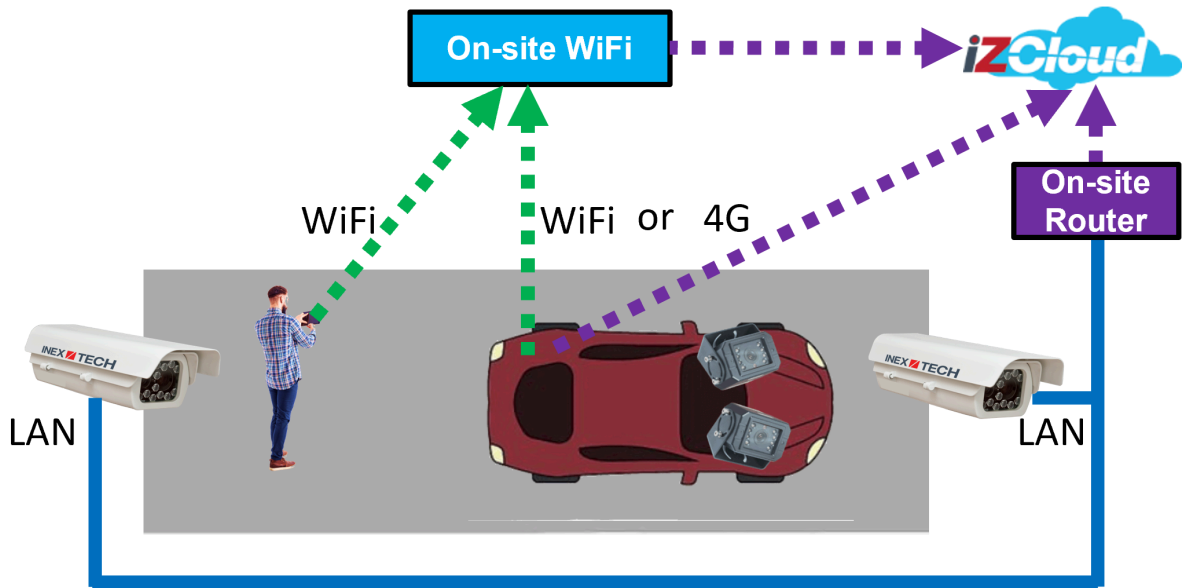 On-site WiFi
iZCloud
On-site
Router
WiFi
WiFi or 4G
INEX TECH
INEX TECH
LAN
LAN